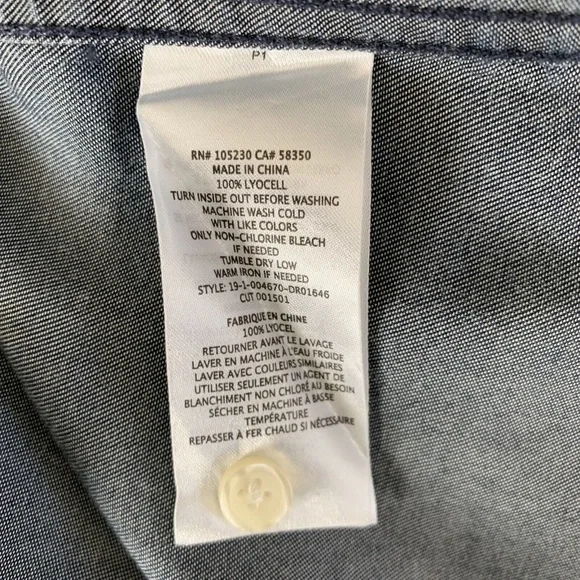 P1
RN# 105230 CA# 58350
MADE IN CHINA
100% LYOCELL
TURN INSIDE OUT BEFORE WASHING
MACHINE WASH COLD
WITH LIKE COLORS
ONLY NON-CHLORINE BLEACH
IF NEEDED
TUMBLE DRY LOW
WARM IRON IF NEEDED
STYLE: 19-1-004670-DR01646
CUT 001501
FABRIQUE EN CHINE
100% LYOCEL
RETOURNER AVANT LE LAVAGE
LAVER EN MACHINE À L'EAU FROIDE
LAVER AVEC COULEURS SIMILAIRES
UTILISER SEULEMENT UN AGENT DE
BLANCHIMENT NON CHLORÉ AU BESOIN
SÉCHER EN MACHINE À BASSE
TEMPÉRATURE
REPASSER À FER CHAUD SI NÉCESSAIRE